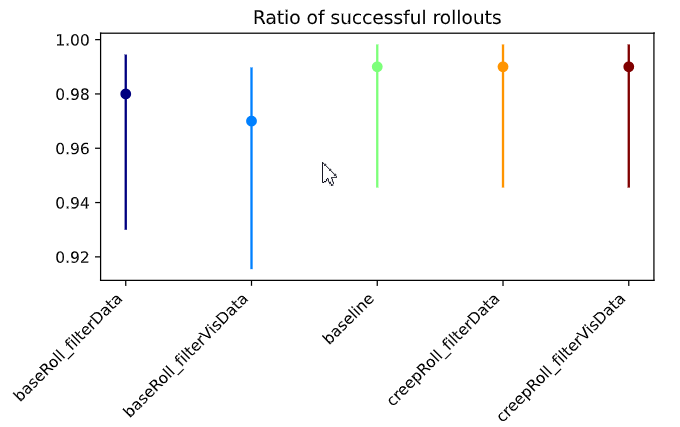 Ratio of successful rollouts
1.00
0.98
0.96
0.94
0.92
baseRoll_filterData
baseRoll_filterVisData
baseline
creepRoll_filterData
creepRoll_filterVisData